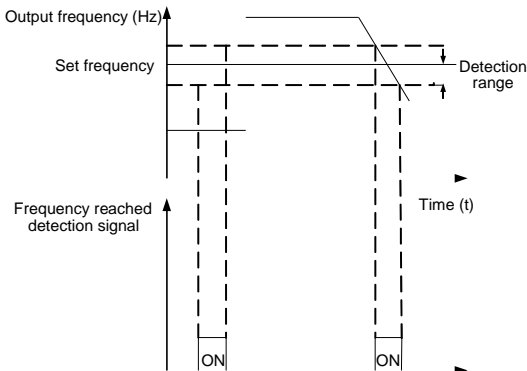 Output frequency (Hz)
Set frequency
Detection
range
Time (t)
Frequency reached
detection signal
ON
ON